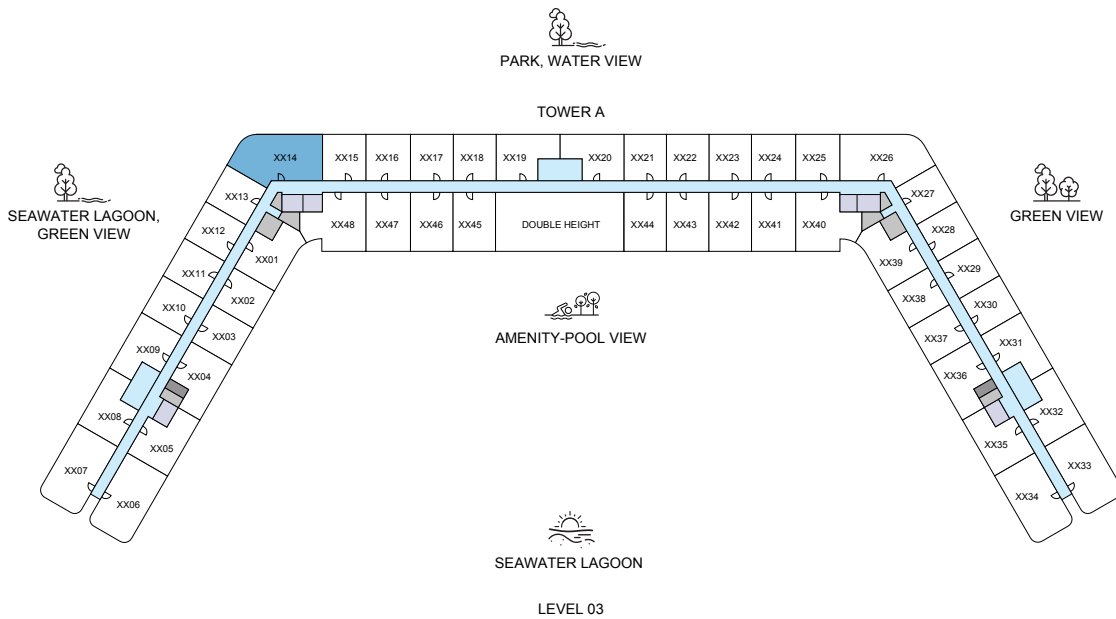 PARK, WATER VIEW
TOWER A
XX14
XX15
XX16
XX17
XX18
XX19
XX20
XX21
XX22
XX23
XX24
XX25
XX26
XX13
XX27
SEAWATER LAGOON,
GREEN VIEW
GREEN VIEW
XX48
XX47
XX46
XX45
DOUBLE HEIGHT
XX44
XX43
XX42
XX41
XX40
XX12
XX01
XX39
XX28
XX11
XX02
XX38
XX29
XX10
XX03
XX37
XX30
AMENITY-POOL VIEW
XX09
XX04
XX36
XX31
XX08
XX05
XX35
XX32
XX07
XX06
XX34
XX33
SEAWATER LAGOON
LEVEL 03